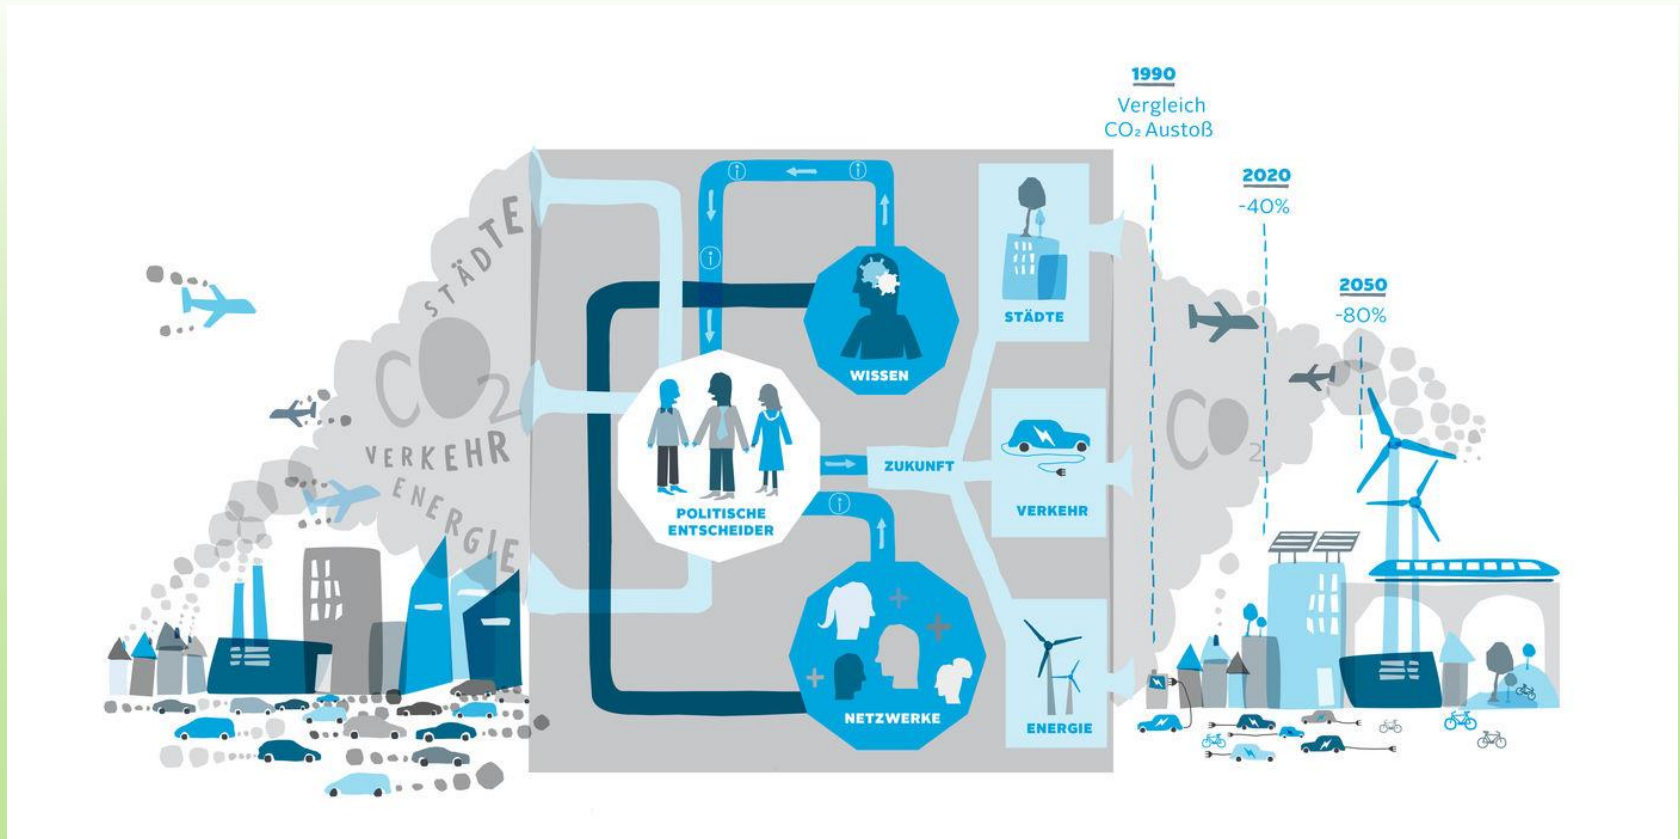 STÄDTE
CO2
VERKEHR
ENERGIE
WISSEN
POLITISCHE
ENTSCHEIDER
NETZWERKE
ZUKUNFT
STÄDTE
VERKEHR
ENERGIE
1990
Vergleich
CO₂ Austoß
2020
-40%
2050
-80%
CO2